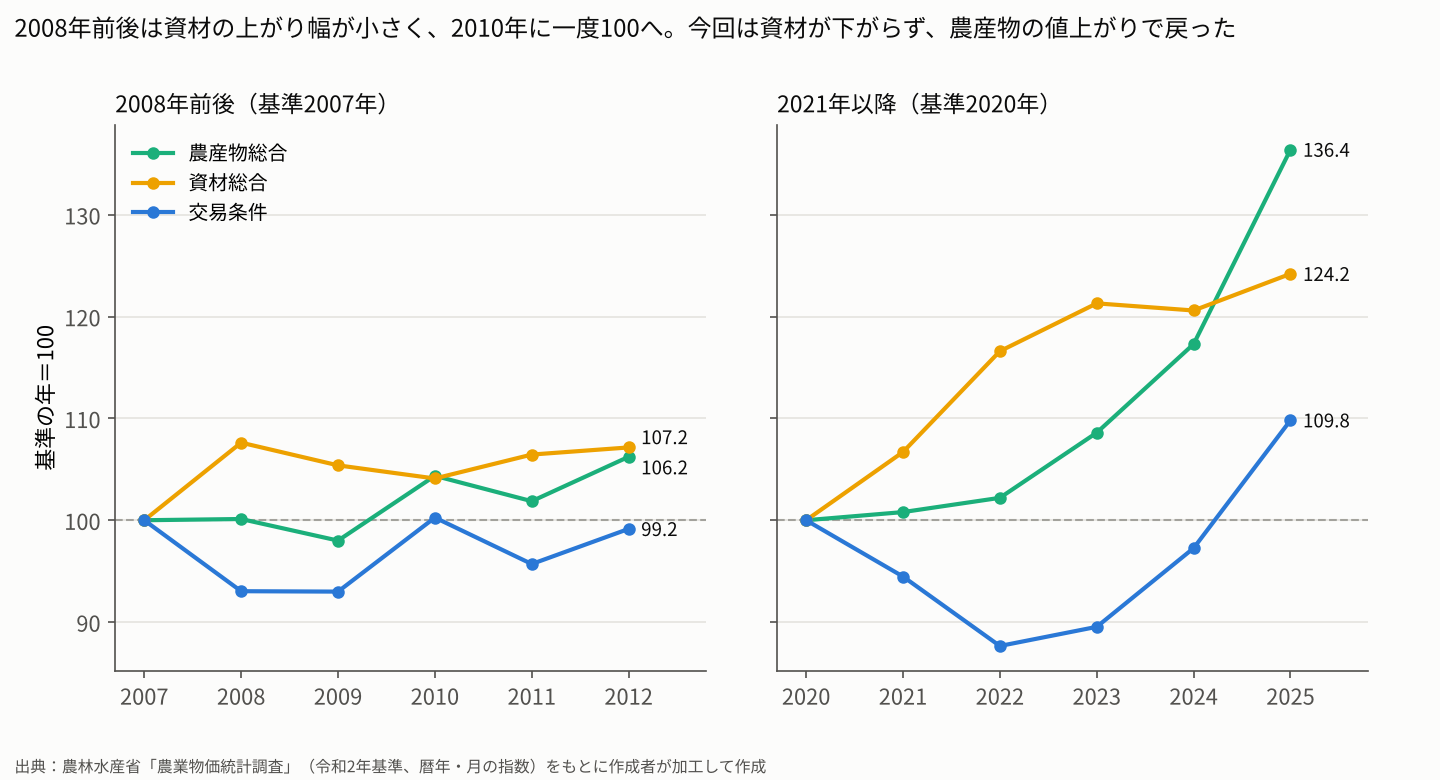 2008年前後は資材の上がり幅が小さく、2010年に一度100へ。今回は資材が下がらず、農産物の値上がりで戻った
2008年前後（基準2007年）
農産物総合
資材総合
交易条件
基準の年＝100
130
120
110
100
90
107.2
106.2
99.2
2007 2008 2009 2010 2011 2012
2021年以降（基準2020年）
136.4
124.2
109.8
2020 2021 2022 2023 2024 2025
出典：農林水産省「農業物価統計調査」（令和2年基準、暦年・月の指数）をもとに作成者が加工して作成